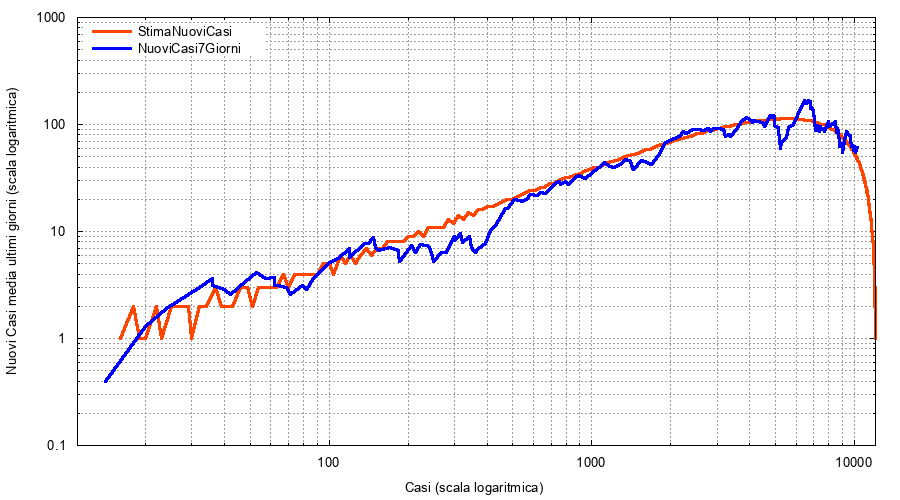 1000
StimaNuoviCasi
NuoviCasi7Giorni
100
10
1
0.1
Nuovi Casi media ultimi giorni (scala logaritmica)
100
1000
10000
Casi (scala logaritmica)